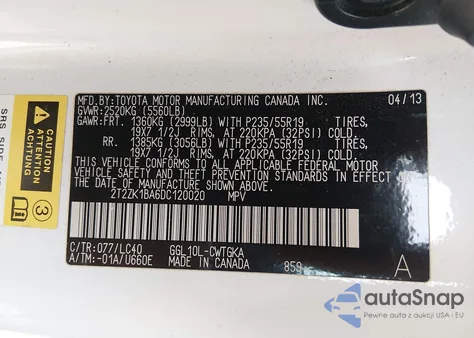 MFD.BY:TOYOTA MOTOR MANUFACTURING CANADA INC. 04/13
GVWR:2520KG (5560LB)
GAWR:FRT. 1360KG (2999LB)WITH P235/55R19 TIRES,
19X7 1/2J RIMS, AT 220KPA (32PSI) COLD.
RR. 1385KG (3056LB)WITH P235/55R19 TIRES,
19X7 1/2J RIMS, AT 220KPA (32PSI) COLD.
THIS VEHICLE CONFORMS TO ALL APPLICABLE FEDERAL MOTOR
VEHICLE SAFETY AND THEFT PREVENTION STANDARDS IN EFFECT
ON THE DATE OF MANUFACTURE SHOWN ABOVE.
2T2ZK1BA6DC120020 MPV
C/TR:077/LC40 GGL10L-CWTGKA
A/TM:-01A/U660E MADE IN CANADA 859 A
SRS SIDE
3
autoSnap
Pewne auta z aukcji USA i EU